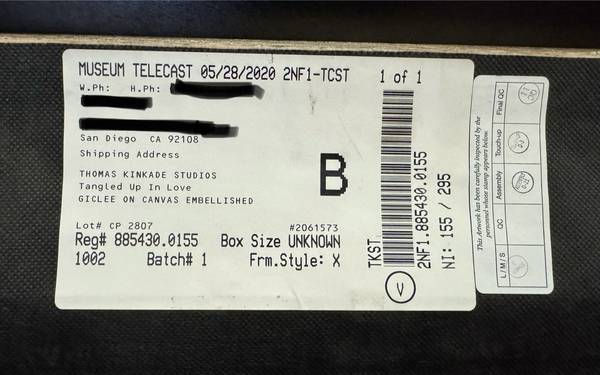 MUSEUM TELECAST 05/28/2020 2NF1-TCST 1 of 1
W.Ph: H.Ph:
San Diego CA 92108
Shipping Address
THOMAS KINKADE STUDIOS
Tangled Up In Love
GICLEE ON CANVAS EMBELLISHED
B
Lot# CP 2807 #2061573
Reg# 885430.0155 Box Size UNKNOWN
1002 Batch# 1 Frm.Style: X
TKST
2NF1.885430.0155
NI: 155 / 295
V
This Artwork has been carefully inspected by the
personnel whose stamp appears below.
L/M/S QC Assembly Touch-up Final QC